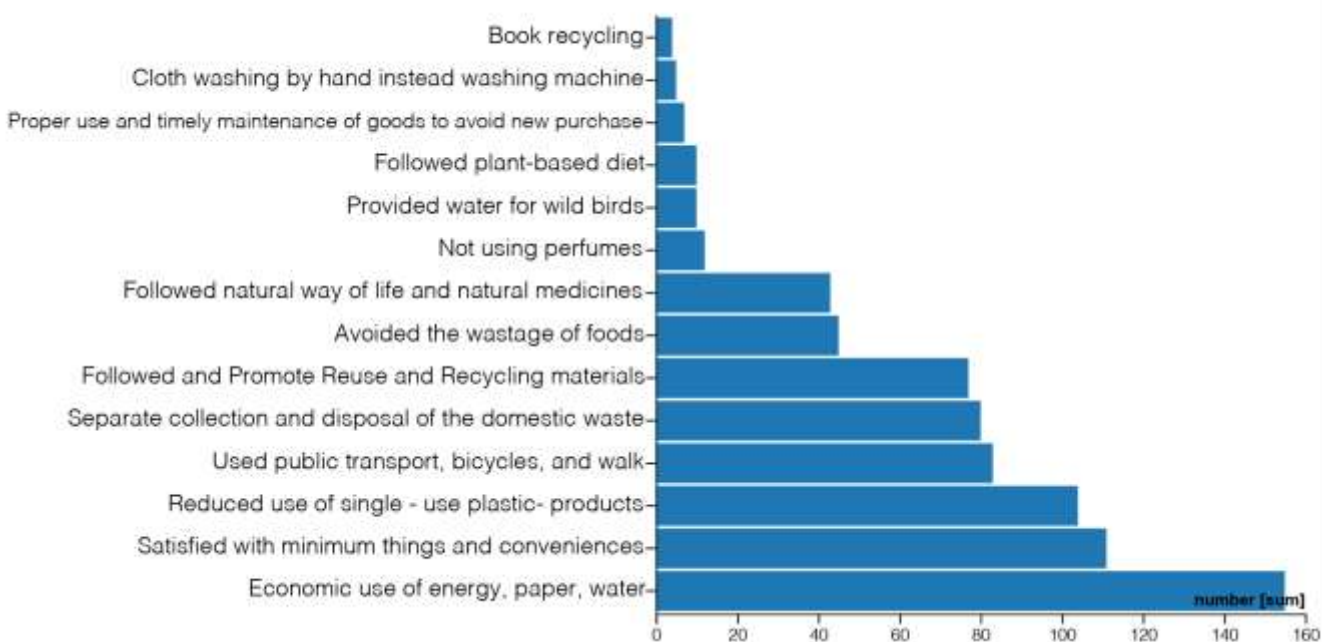 Book recycling
Cloth washing by hand instead washing machine
Proper use and timely maintenance of goods to avoid new purchase
Followed plant-based diet
Provided water for wild birds
Not using perfumes
Followed natural way of life and natural medicines
Avoided the wastage of foods
Followed and Promote Reuse and Recycling materials
Separate collection and disposal of the domestic waste
Used public transport, bicycles, and walk
Reduced use of single - use plastic- products
Satisfied with minimum things and conveniences
Economic use of energy, paper, water
number [sum]
0 20 40 60 80 100 120 140 160